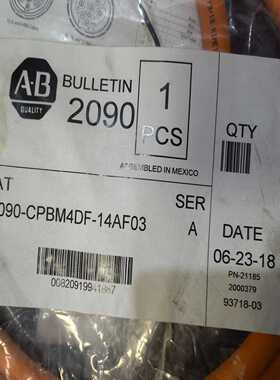 A-B
QUALITY
BULLETIN
2090
1
PCS
QTY
ASSEMBLED IN MEXICO
AT
SER
090-CPBM4DF-14AF03
A
DATE
06-23-18
PN-21185
2000379
93718-03